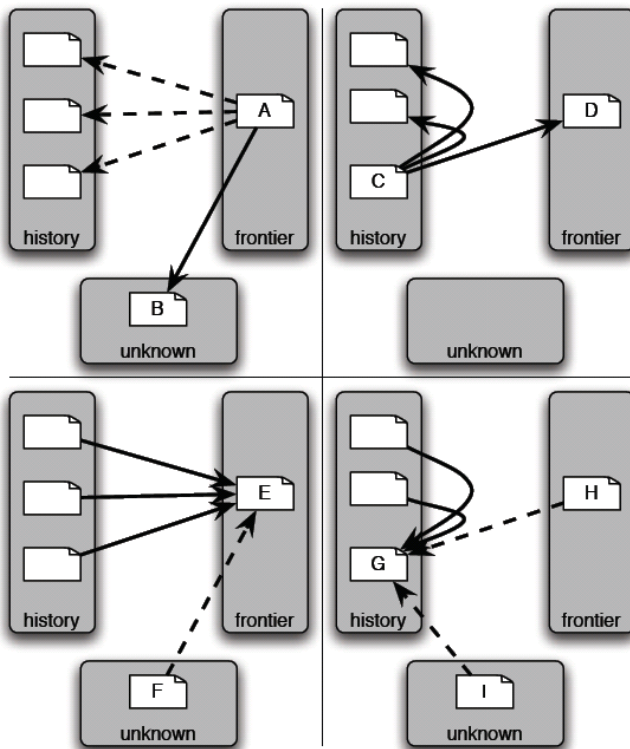 A
history
frontier
B
unknown
D
C
history
frontier
unknown
E
history
frontier
F
unknown
H
G
history
frontier
I
unknown